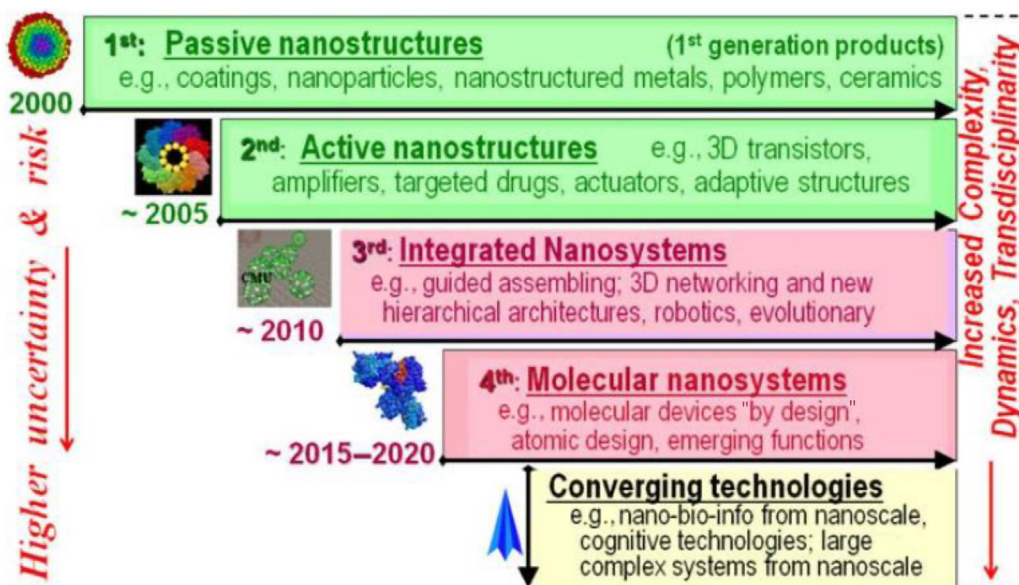 1st: Passive nanostructures (1st generation products)
e.g., coatings, nanoparticles, nanostructured metals, polymers, ceramics
2000
2nd: Active nanostructures e.g., 3D transistors,
amplifiers, targeted drugs, actuators, adaptive structures
~ 2005
3rd: Integrated Nanosystems
e.g., guided assembling; 3D networking and new
hierarchical architectures, robotics, evolutionary
CMU
~ 2010
4th: Molecular nanosystems
e.g., molecular devices "by design",
atomic design, emerging functions
~ 2015–2020
Converging technologies
e.g., nano-bio-info from nanoscale,
cognitive technologies; large
complex systems from nanoscale
Higher uncertainty & risk
Increased Complexity,
Dynamics, Transdisciplinarity